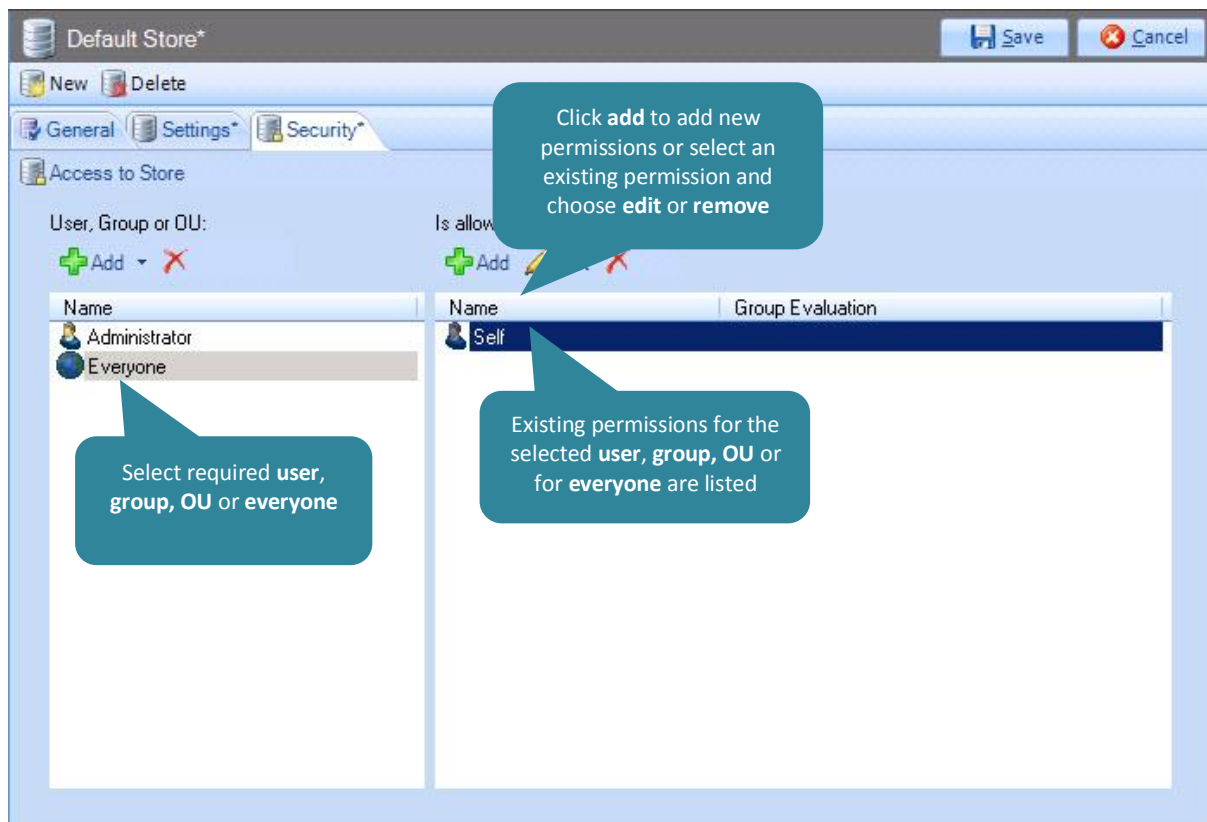 Default Store*
Save
Cancel
New
Delete
General
Settings*
Security*
Access to Store
Click add to add new
permissions or select an
existing permission and
choose edit or remove
User, Group or OU:
Is allow
Add
Add
Name
Name
Group Evaluation
Administrator
Everyone
Self
Select required user,
group, OU or everyone
Existing permissions for the
selected user, group, OU or
for everyone are listed